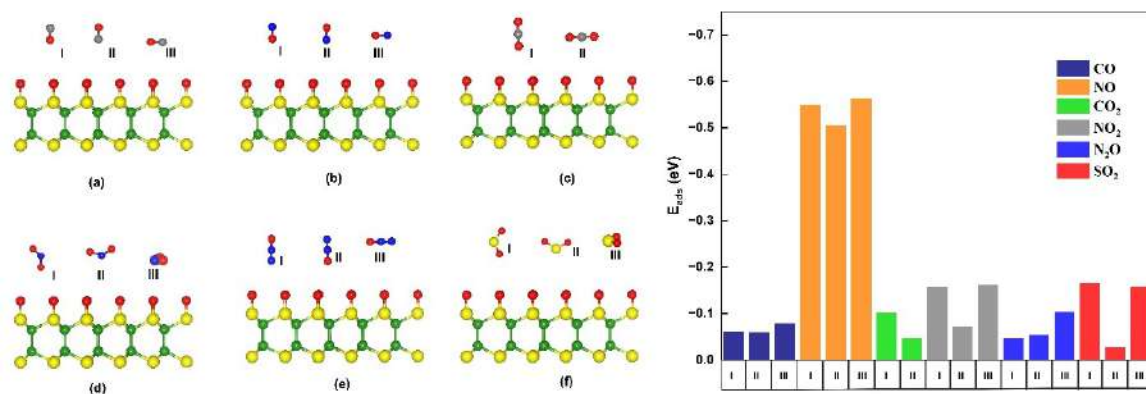 I II III
I II III
I II
(a) (b) (c)
I II III
I II III
I II III
(d) (e) (f)
−0.7
−0.6
−0.5
−0.4
−0.3
−0.2
−0.1
0.0
E_ads (eV)
CO
NO
CO₂
NO₂
N₂O
SO₂
I II III I II III I II I II III I II III I II III